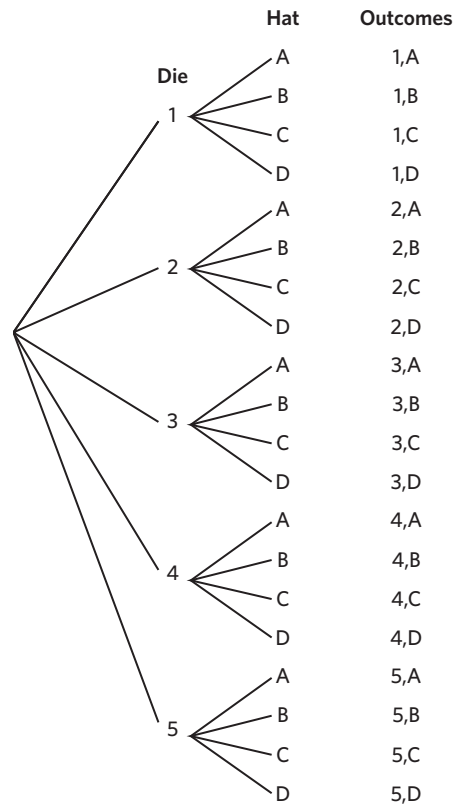 Hat Outcomes
A 1,A
Die
B 1,B
1
C 1,C
D 1,D
A 2,A
B 2,B
2
C 2,C
D 2,D
A 3,A
B 3,B
3
C 3,C
D 3,D
A 4,A
B 4,B
4
C 4,C
D 4,D
A 5,A
B 5,B
5
C 5,C
D 5,D